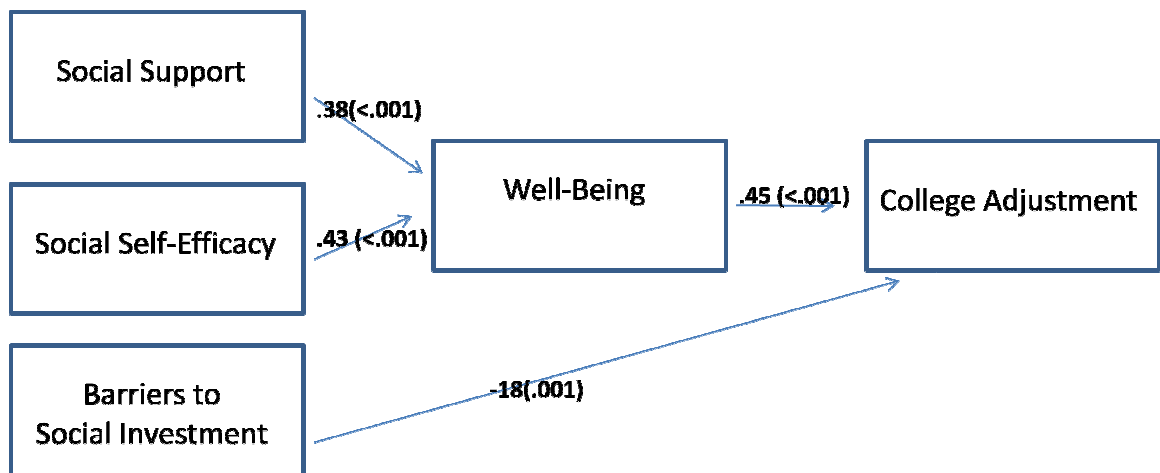 Social Support
.38(<.001)
Well-Being
.45 (<.001)
College Adjustment
Social Self-Efficacy
.43 (<.001)
Barriers to
Social Investment
-18(.001)